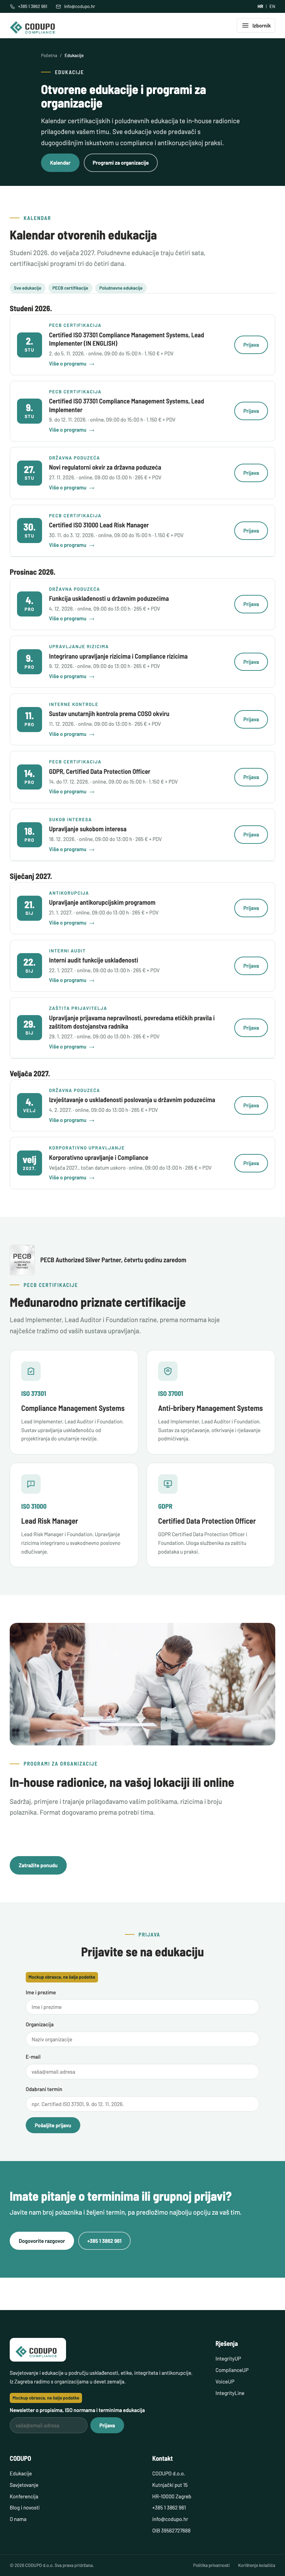 +385 1 3862 961 info@codupo.hr HR | EN
CODUPO
COMPLIANCE
Izbornik
Početna / Edukacije
EDUKACIJE
Otvorene edukacije i programi za
organizacije
Kalendar certifikacijskih i poludnevnih edukacija te in-house radionice
prilagođene vašem timu. Sve edukacije vode predavači s
dugogodišnjim iskustvom u compliance i antikorupcijskoj praksi.
Kalendar Programi za organizacije
KALENDAR
Kalendar otvorenih edukacija
Studeni 2026. do veljače 2027. Poludnevne edukacije traju četiri sata,
certifikacijski programi tri do četiri dana.
Sve edukacije PECB certifikacije Poludnevne edukacije
Studeni 2026.
2.
STU
PECB CERTIFIKACIJA
Certified ISO 37301 Compliance Management Systems, Lead
Implementer (IN ENGLISH)
2. do 5. 11. 2026. · online, 09:00 do 15:00 h · 1.150 € + PDV
Više o programu →
Prijava
9.
STU
PECB CERTIFIKACIJA
Certified ISO 37301 Compliance Management Systems, Lead
Implementer
9. do 12. 11. 2026. · online, 09:00 do 15:00 h · 1.150 € + PDV
Više o programu →
Prijava
27.
STU
DRŽAVNA PODUZEĆA
Novi regulatorni okvir za državna poduzeća
27. 11. 2026. · online, 09:00 do 13:00 h · 265 € + PDV
Više o programu →
Prijava
30.
STU
PECB CERTIFIKACIJA
Certified ISO 31000 Lead Risk Manager
30. 11. do 3. 12. 2026. · online, 09:00 do 15:00 h · 1.150 € + PDV
Više o programu →
Prijava
Prosinac 2026.
4.
PRO
DRŽAVNA PODUZEĆA
Funkcija usklađenosti u državnim poduzećima
4. 12. 2026. · online, 09:00 do 13:00 h · 265 € + PDV
Više o programu →
Prijava
9.
PRO
UPRAVLJANJE RIZICIMA
Integrirano upravljanje rizicima i Compliance rizicima
9. 12. 2026. · online, 09:00 do 13:00 h · 265 € + PDV
Više o programu →
Prijava
11.
PRO
INTERNE KONTROLE
Sustav unutarnjih kontrola prema COSO okviru
11. 12. 2026. · online, 09:00 do 13:00 h · 265 € + PDV
Više o programu →
Prijava
14.
PRO
PECB CERTIFIKACIJA
GDPR, Certified Data Protection Officer
14. do 17. 12. 2026. · online, 09:00 do 15:00 h · 1.150 € + PDV
Više o programu →
Prijava
18.
PRO
SUKOB INTERESA
Upravljanje sukobom interesa
18. 12. 2026. · online, 09:00 do 13:00 h · 265 € + PDV
Više o programu →
Prijava
Siječanj 2027.
21.
SIJ
ANTIKORUPCIJA
Upravljanje antikorupcijskim programom
21. 1. 2027. · online, 09:00 do 13:00 h · 265 € + PDV
Više o programu →
Prijava
22.
SIJ
INTERNI AUDIT
Interni audit funkcije usklađenosti
22. 1. 2027. · online, 09:00 do 13:00 h · 265 € + PDV
Više o programu →
Prijava
29.
SIJ
ZAŠTITA PRIJAVITELJA
Upravljanje prijavama nepravilnosti, povredama etičkih pravila i
zaštitom dostojanstva radnika
29. 1. 2027. · online, 09:00 do 13:00 h · 265 € + PDV
Više o programu →
Prijava
Veljača 2027.
4.
VELJ
DRŽAVNA PODUZEĆA
Izvještavanje o usklađenosti poslovanja u državnim poduzećima
4. 2. 2027. · online, 09:00 do 13:00 h · 265 € + PDV
Više o programu →
Prijava
velj
2027.
KORPORATIVNO UPRAVLJANJE
Korporativno upravljanje i Compliance
Veljača 2027., točan datum uskoro · online, 09:00 do 13:00 h · 265 € + PDV
Više o programu →
Prijava
PECB
PECB Authorized Silver Partner, četvrtu godinu zaredom
PECB CERTIFIKACIJE
Međunarodno priznate certifikacije
Lead Implementer, Lead Auditor i Foundation razine, prema normama koje
najčešće tražimo od vaših sustava upravljanja.
ISO 37301
Compliance Management Systems
Lead Implementer, Lead Auditor i Foundation.
Sustav upravljanja usklađenošću od
projektiranja do unutarnje revizije.
ISO 37001
Anti-bribery Management Systems
Lead Implementer, Lead Auditor i Foundation.
Sustav za sprječavanje, otkrivanje i rješavanje
podmićivanja.
ISO 31000
Lead Risk Manager
Lead Risk Manager i Foundation. Upravljanje
rizicima integrirano u svakodnevno poslovno
odlučivanje.
GDPR
Certified Data Protection Officer
GDPR Certified Data Protection Officer i
Foundation. Uloga službenika za zaštitu
podataka u praksi.
PROGRAMI ZA ORGANIZACIJE
In-house radionice, na vašoj lokaciji ili online
Sadržaj, primjere i trajanje prilagođavamo vašim politikama, rizicima i broju
polaznika. Format dogovaramo prema potrebi tima.
Zatražite ponudu
PRIJAVA
Prijavite se na edukaciju
Mockup obrasca, ne šalje podatke
Ime i prezime
Ime i prezime
Organizacija
Naziv organizacije
E-mail
vaša@email adresa
Odabrani termin
npr. Certified ISO 37301, 9. do 12. 11. 2026.
Pošaljite prijavu
Imate pitanje o terminima ili grupnoj prijavi?
Javite nam broj polaznika i željeni termin, pa predložimo najbolju opciju za vaš tim.
Dogovorite razgovor +385 1 3862 961
CODUPO
COMPLIANCE
Savjetovanje i edukacije u području usklađenosti, etike, integriteta i antikorupcije.
Iz Zagreba radimo s organizacijama u devet zemalja.
Mockup obrasca, ne šalje podatke
Newsletter o propisima, ISO normama i terminima edukacija
vaša@email adresa Prijava
Rješenja
IntegrityUP
ComplianceUP
VoiceUP
IntegrityLine
CODUPO
Edukacije
Savjetovanje
Konferencija
Blog i novosti
O nama
Kontakt
CODUPO d.o.o.
Kutnjački put 15
HR-10000 Zagreb
+385 1 3862 961
info@codupo.hr
OIB 39562727688
© 2026 CODUPO d.o.o. Sva prava pridržana.
Politika privatnosti Korištenje kolačića